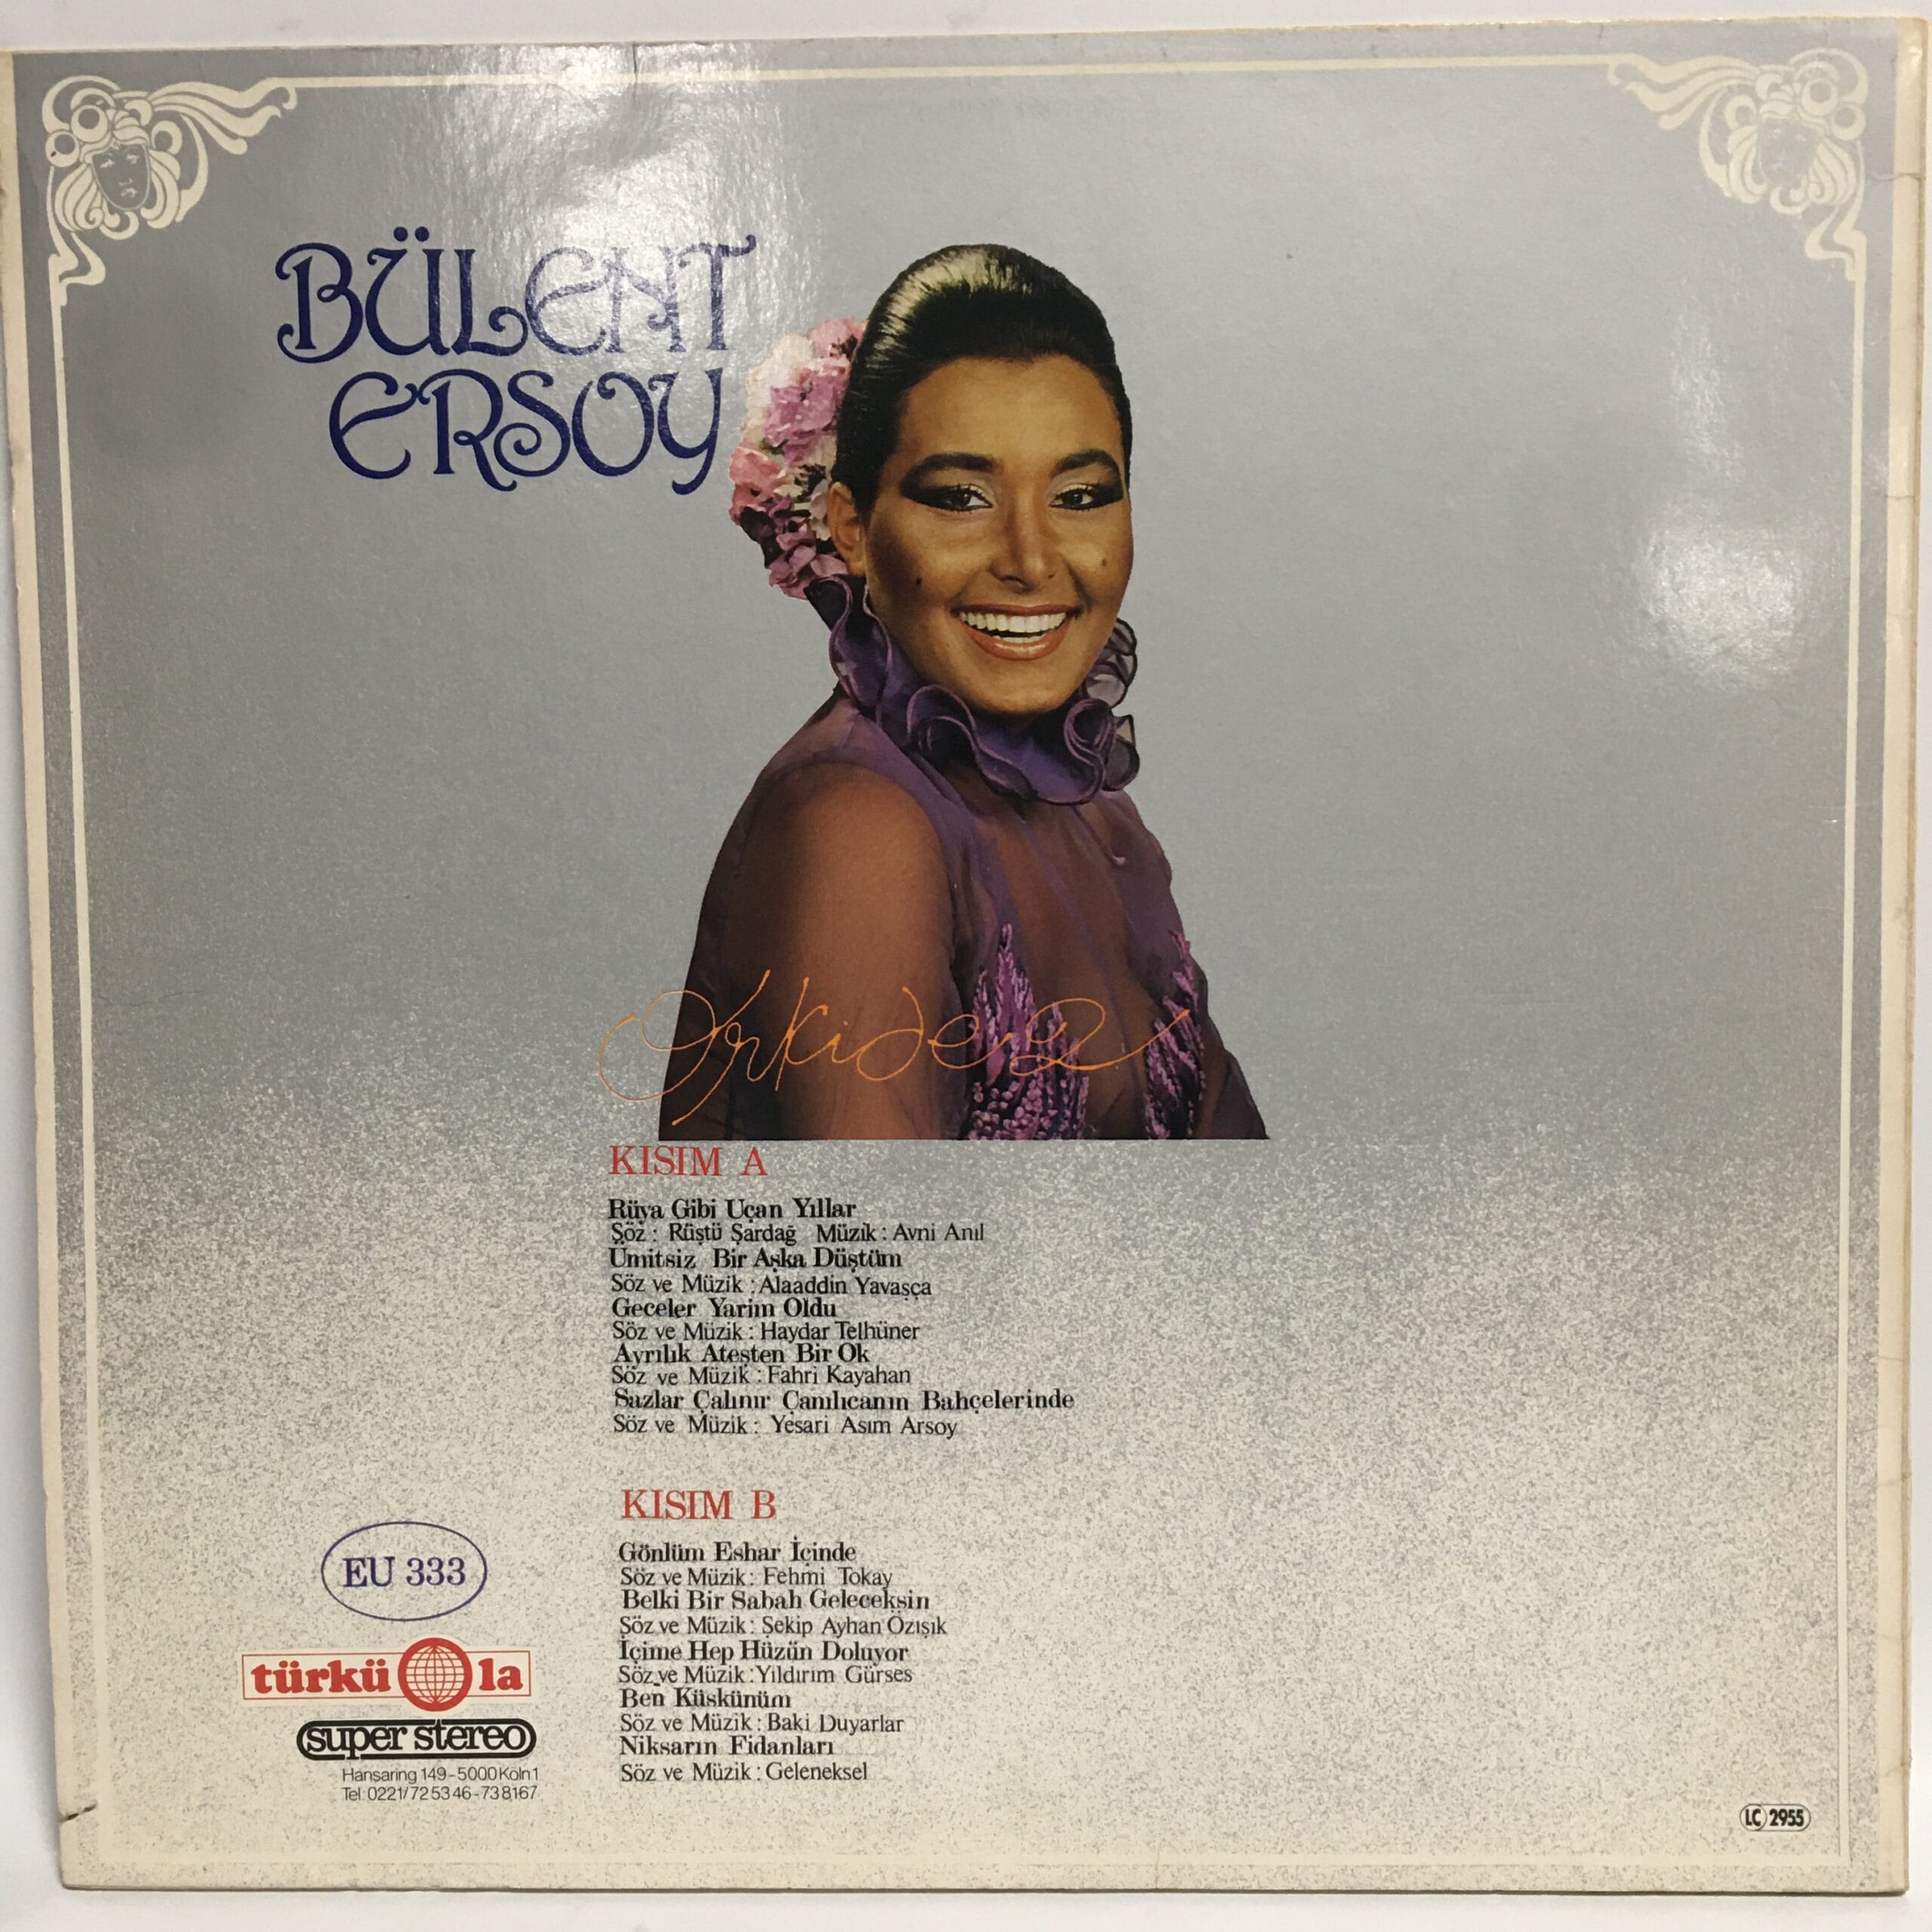 BÜLENT
ERSOY
Orkidem
KISIM A
Rüya Gibi Uçan Yıllar
Söz : Rüştü Şardağ Müzik : Avni Anıl
Ümitsiz Bir Aşka Düştüm
Söz ve Müzik : Alaaddin Yavaşça
Geceler Yarim Oldu
Söz ve Müzik : Haydar Telhüner
Ayrılık Ateşten Bir Ok
Söz ve Müzik : Fahri Kayahan
Sazlar Çalınır Çamlıcanın Bahçelerinde
Söz ve Müzik : Yesari Asım Arsoy
KISIM B
Gönlüm Eshar İçinde
Söz ve Müzik : Fehmi Tokay
Belki Bir Sabah Geleceksin
Söz ve Müzik : Şekip Ayhan Özışık
İçime Hep Hüzün Doluyor
Söz ve Müzik : Yıldırım Gürses
Ben Küskünüm
Söz ve Müzik : Baki Duyarlar
Niksarın Fidanları
Söz ve Müzik : Geleneksel
EU 333
türkü la
super stereo
Hansaring 149 - 5000 Köln 1
Tel: 0221/72 53 46 - 73 81 67
LC 2955